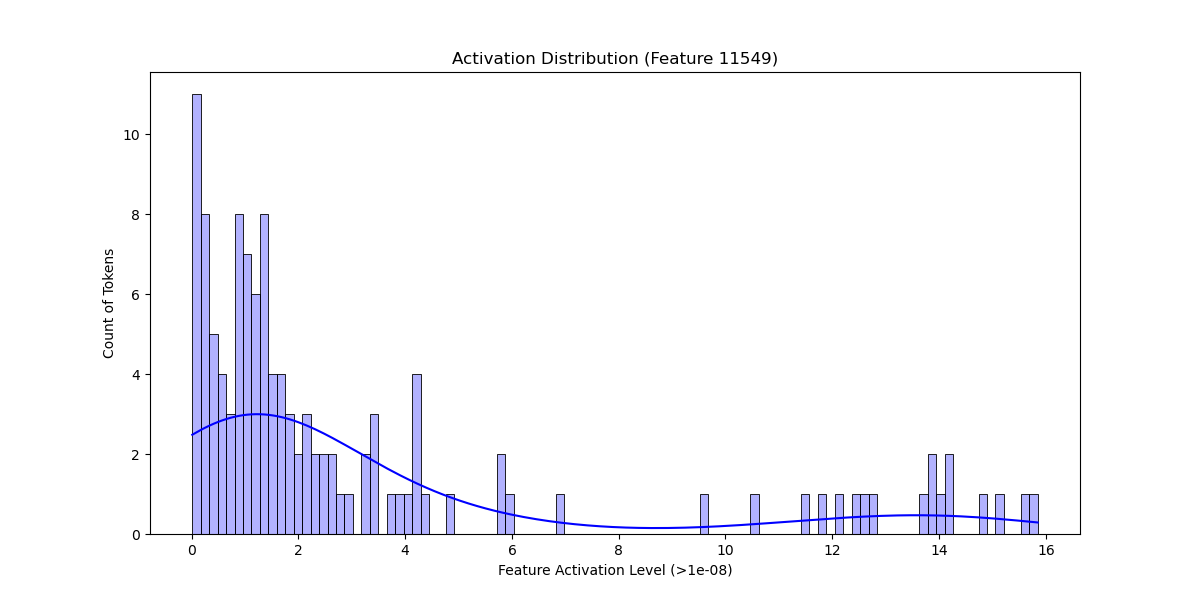 Activation Distribution (Feature 11549)
Count of Tokens
10
8
6
4
2
0
0 2 4 6 8 10 12 14 16
Feature Activation Level (>1e-08)